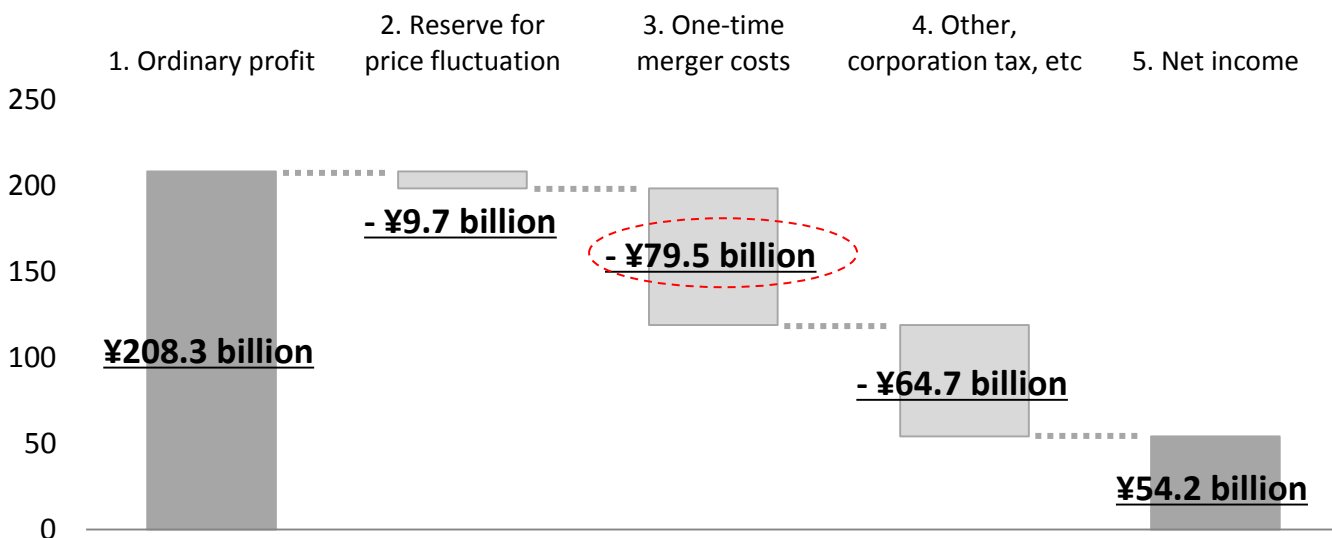 1. Ordinary profit
2. Reserve for
price fluctuation
3. One-time
merger costs
4. Other,
corporation tax, etc
5. Net income
250
200
150
100
50
0
¥208.3 billion
- ¥9.7 billion
- ¥79.5 billion
- ¥64.7 billion
¥54.2 billion